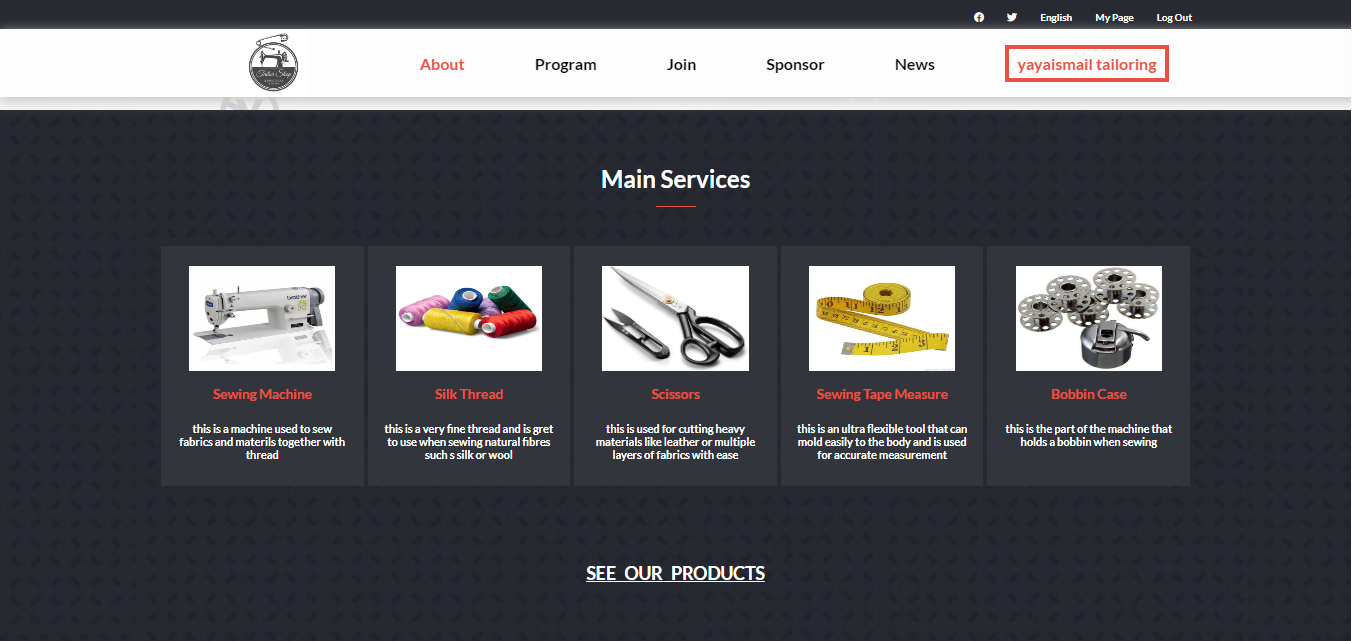 English My Page Log Out
Tailor Shop
About Program Join Sponsor News yayaismail tailoring
Main Services
brother
Sewing Machine
this is a machine used to sew
fabrics and materils together with
thread
Silk Thread
this is a very fine thread and is gret
to use when sewing natural fibres
such s silk or wool
Scissors
this is used for cutting heavy
materials like leather or multiple
layers of fabrics with ease
Sewing Tape Measure
this is an ultra flexible tool that can
mold easily to the body and is used
for accurate measurement
Bobbin Case
this is the part of the machine that
holds a bobbin when sewing
SEE OUR PRODUCTS